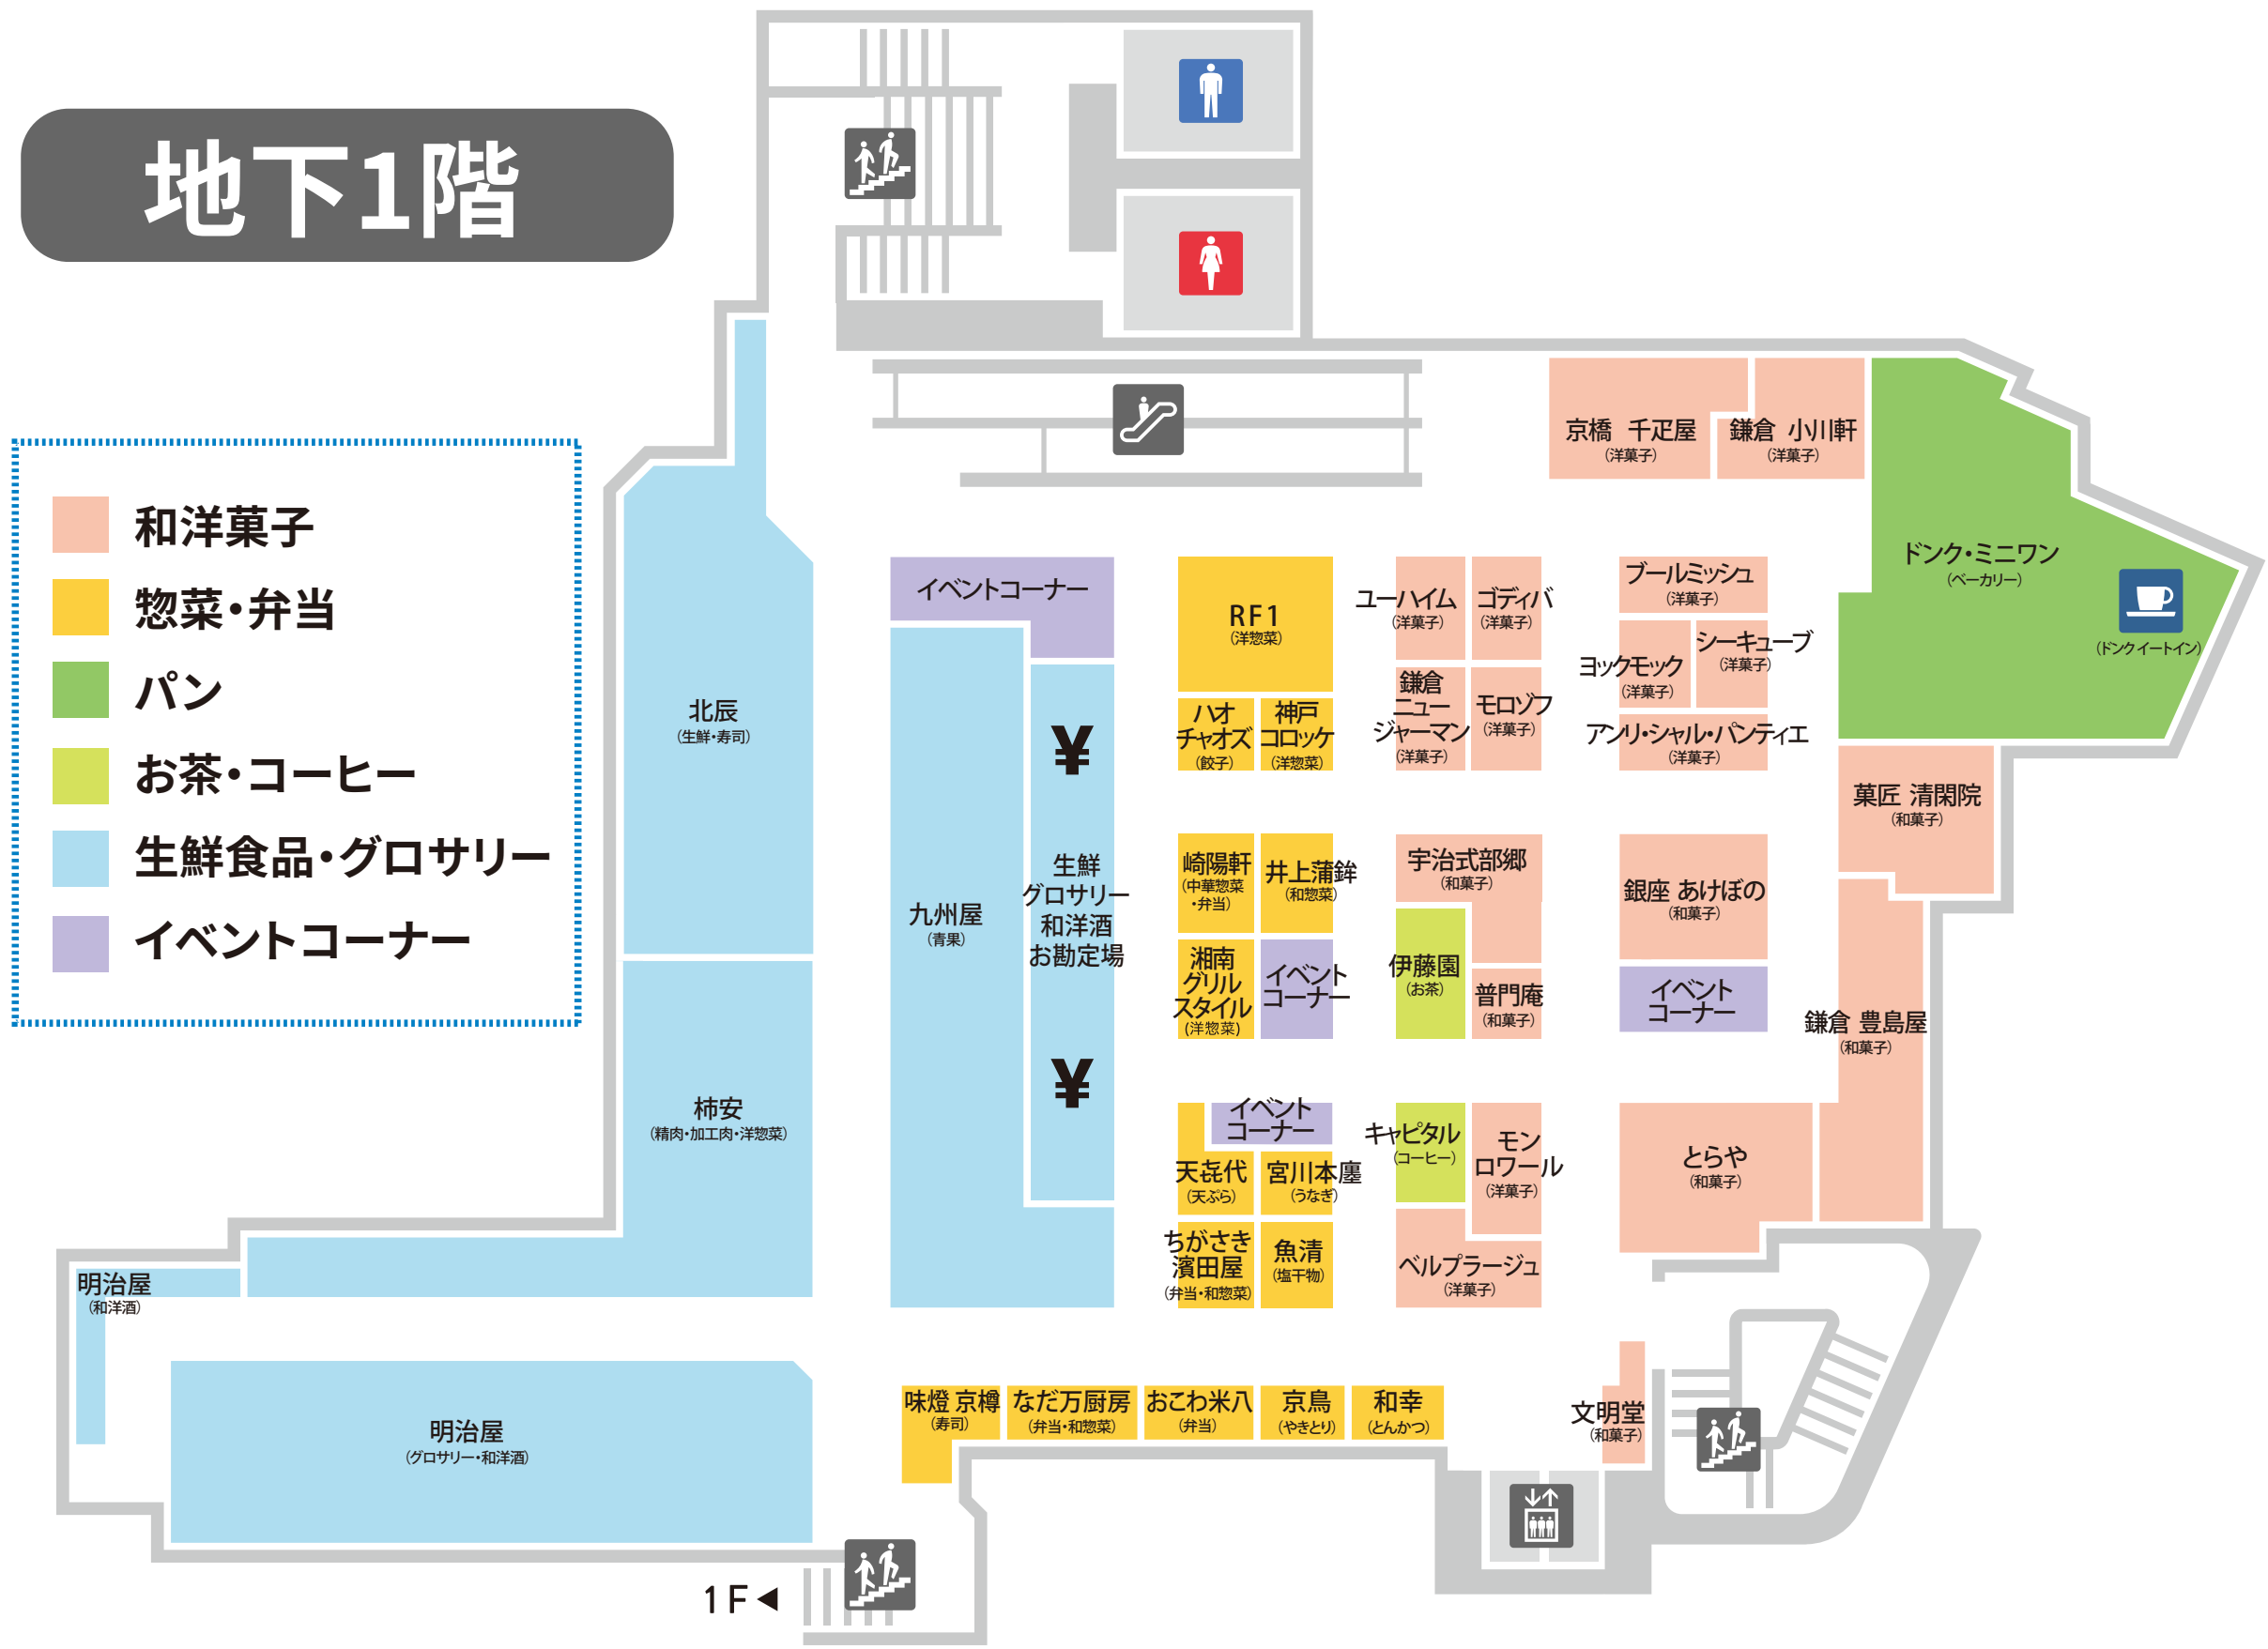 地下1階
和洋菓子
惣菜・弁当
パン
お茶・コーヒー
生鮮食品・グロサリー
イベントコーナー
京橋 千疋屋
(洋菓子)
鎌倉 小川軒
(洋菓子)
ドンク・ミニワン
(ベーカリー)
(ドンク イートイン)
イベントコーナー
RF1
(洋惣菜)
ユーハイム
(洋菓子)
ゴディバ
(洋菓子)
ブールミッシュ
(洋菓子)
ヨックモック
(洋菓子)
シーキューブ
(洋菓子)
北辰
(生鮮・寿司)
¥
ハオ
チャオズ
(餃子)
神戸
コロッケ
(洋惣菜)
鎌倉
ニュー
ジャーマン
(洋菓子)
モロゾフ
(洋菓子)
アンリ・シャル・パンティエ
(洋菓子)
菓匠 清閑院
(和菓子)
生鮮
グロサリー
和洋酒
お勘定場
九州屋
(青果)
崎陽軒
(中華惣菜
・弁当)
井上蒲鉾
(和惣菜)
宇治式部郷
(和菓子)
銀座 あけぼの
(和菓子)
湘南
グリル
スタイル
(洋惣菜)
イベント
コーナー
伊藤園
(お茶)
普門庵
(和菓子)
イベント
コーナー
鎌倉 豊島屋
(和菓子)
¥
柿安
(精肉・加工肉・洋惣菜)
イベント
コーナー
天㐂代
(天ぷら)
宮川本廛
(うなぎ)
キャピタル
(コーヒー)
モン
ロワール
(洋菓子)
とらや
(和菓子)
ちがさき
濱田屋
(弁当・和惣菜)
魚清
(塩干物)
ベルプラージュ
(洋菓子)
明治屋
(和洋酒)
明治屋
(グロサリー・和洋酒)
味燈 京樽
(寿司)
なだ万厨房
(弁当・和惣菜)
おこわ米八
(弁当)
京鳥
(やきとり)
和幸
(とんかつ)
文明堂
(和菓子)
1F◀